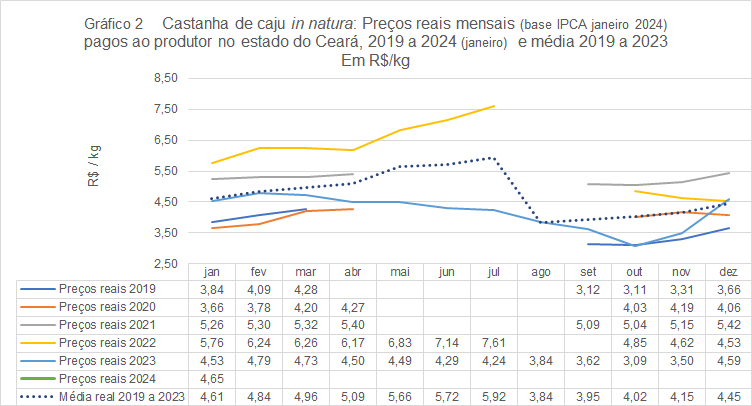 Gráfico 2 Castanha de caju in natura: Preços reais mensais (base IPCA janeiro 2024)
pagos ao produtor no estado do Ceará, 2019 a 2024 (janeiro) e média 2019 a 2023
Em R$/kg
8,50
7,50
6,50
5,50
4,50
3,50
2,50
R$ / kg
jan fev mar abr mai jun jul ago set out nov dez
Preços reais 2019 3,84 4,09 4,28 3,12 3,11 3,31 3,66
Preços reais 2020 3,66 3,78 4,20 4,27 4,03 4,19 4,06
Preços reais 2021 5,26 5,30 5,32 5,40 5,09 5,04 5,15 5,42
Preços reais 2022 5,76 6,24 6,26 6,17 6,83 7,14 7,61 4,85 4,62 4,53
Preços reais 2023 4,53 4,79 4,73 4,50 4,49 4,29 4,24 3,84 3,62 3,09 3,50 4,59
Preços reais 2024 4,65
Média real 2019 a 2023 4,61 4,84 4,96 5,09 5,66 5,72 5,92 3,84 3,95 4,02 4,15 4,45